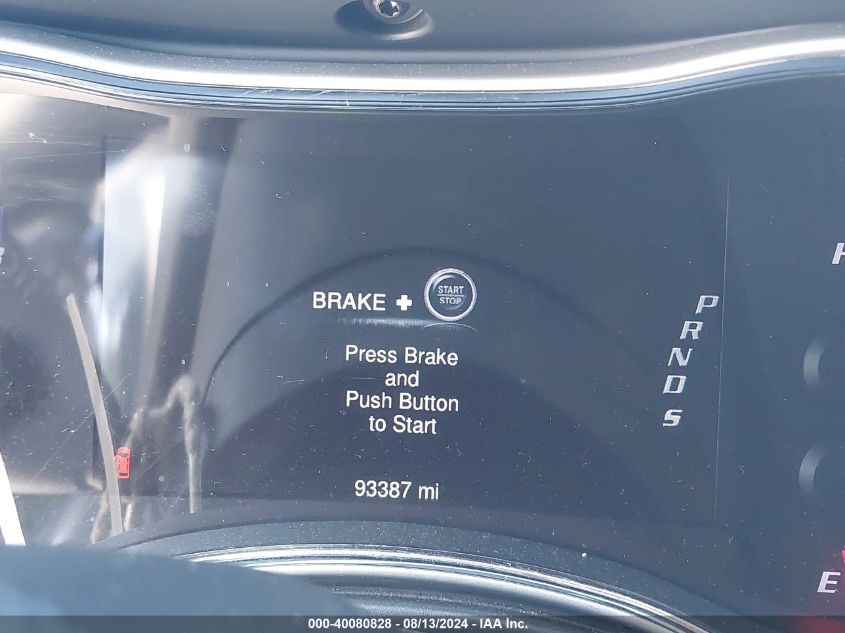 BRAKE + START STOP
Press Brake
and
Push Button
to Start
93387 mi
P
R
N
D
S
H
E
000-40080828 - 08/13/2024 - IAA Inc.